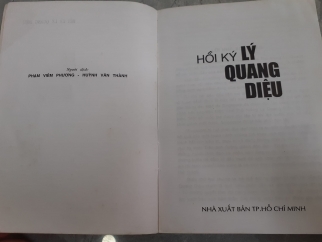 Người dịch:
PHẠM VIÊM PHƯƠNG - HUỲNH VĂN THÀNH
HỒI KÝ LÝ
QUANG
DIỆU
NHÀ XUẤT BẢN TP.HỒ CHÍ MINH